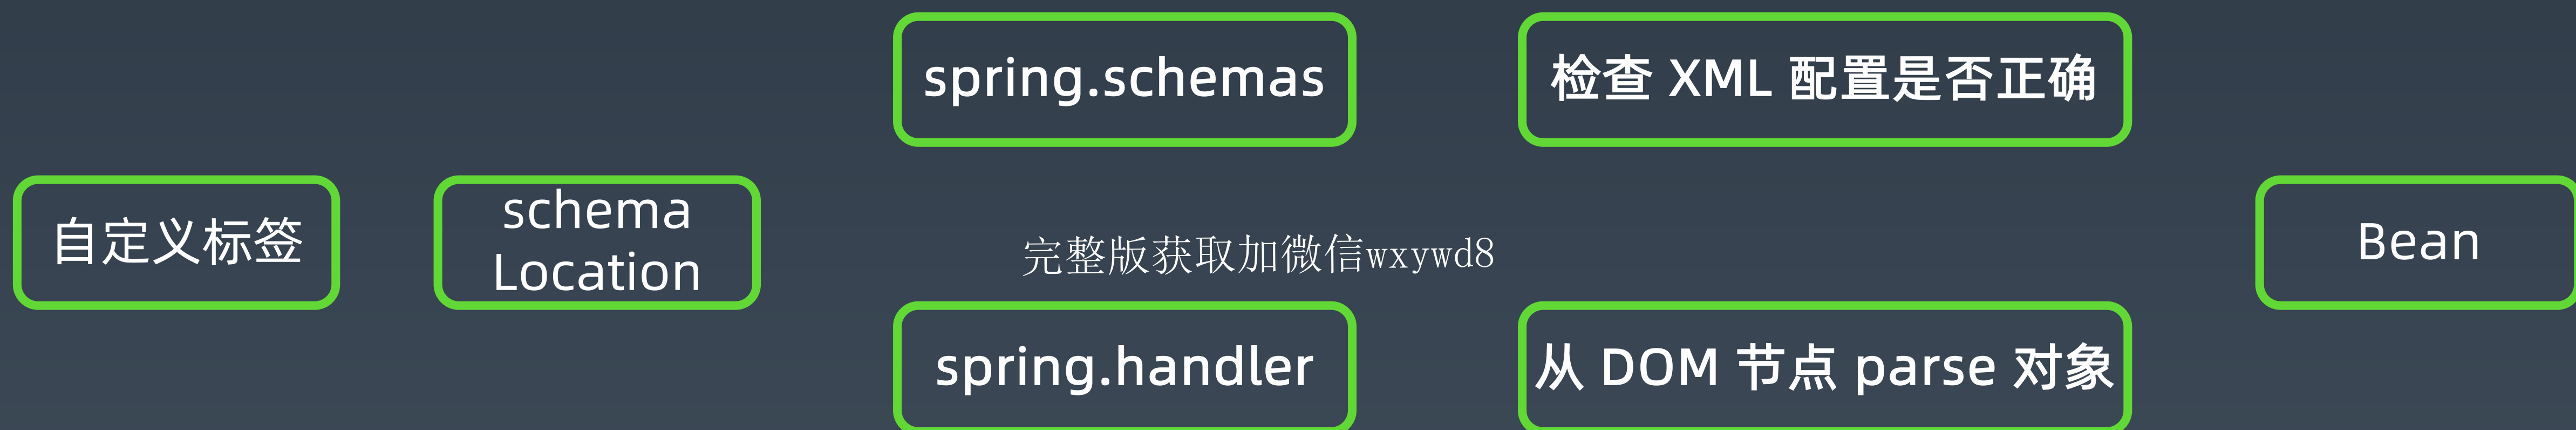 spring.schemas
检查 XML 配置是否正确
自定义标签
schema
Location
完整版获取加微信wxywd8
Bean
spring.handler
从 DOM 节点 parse 对象